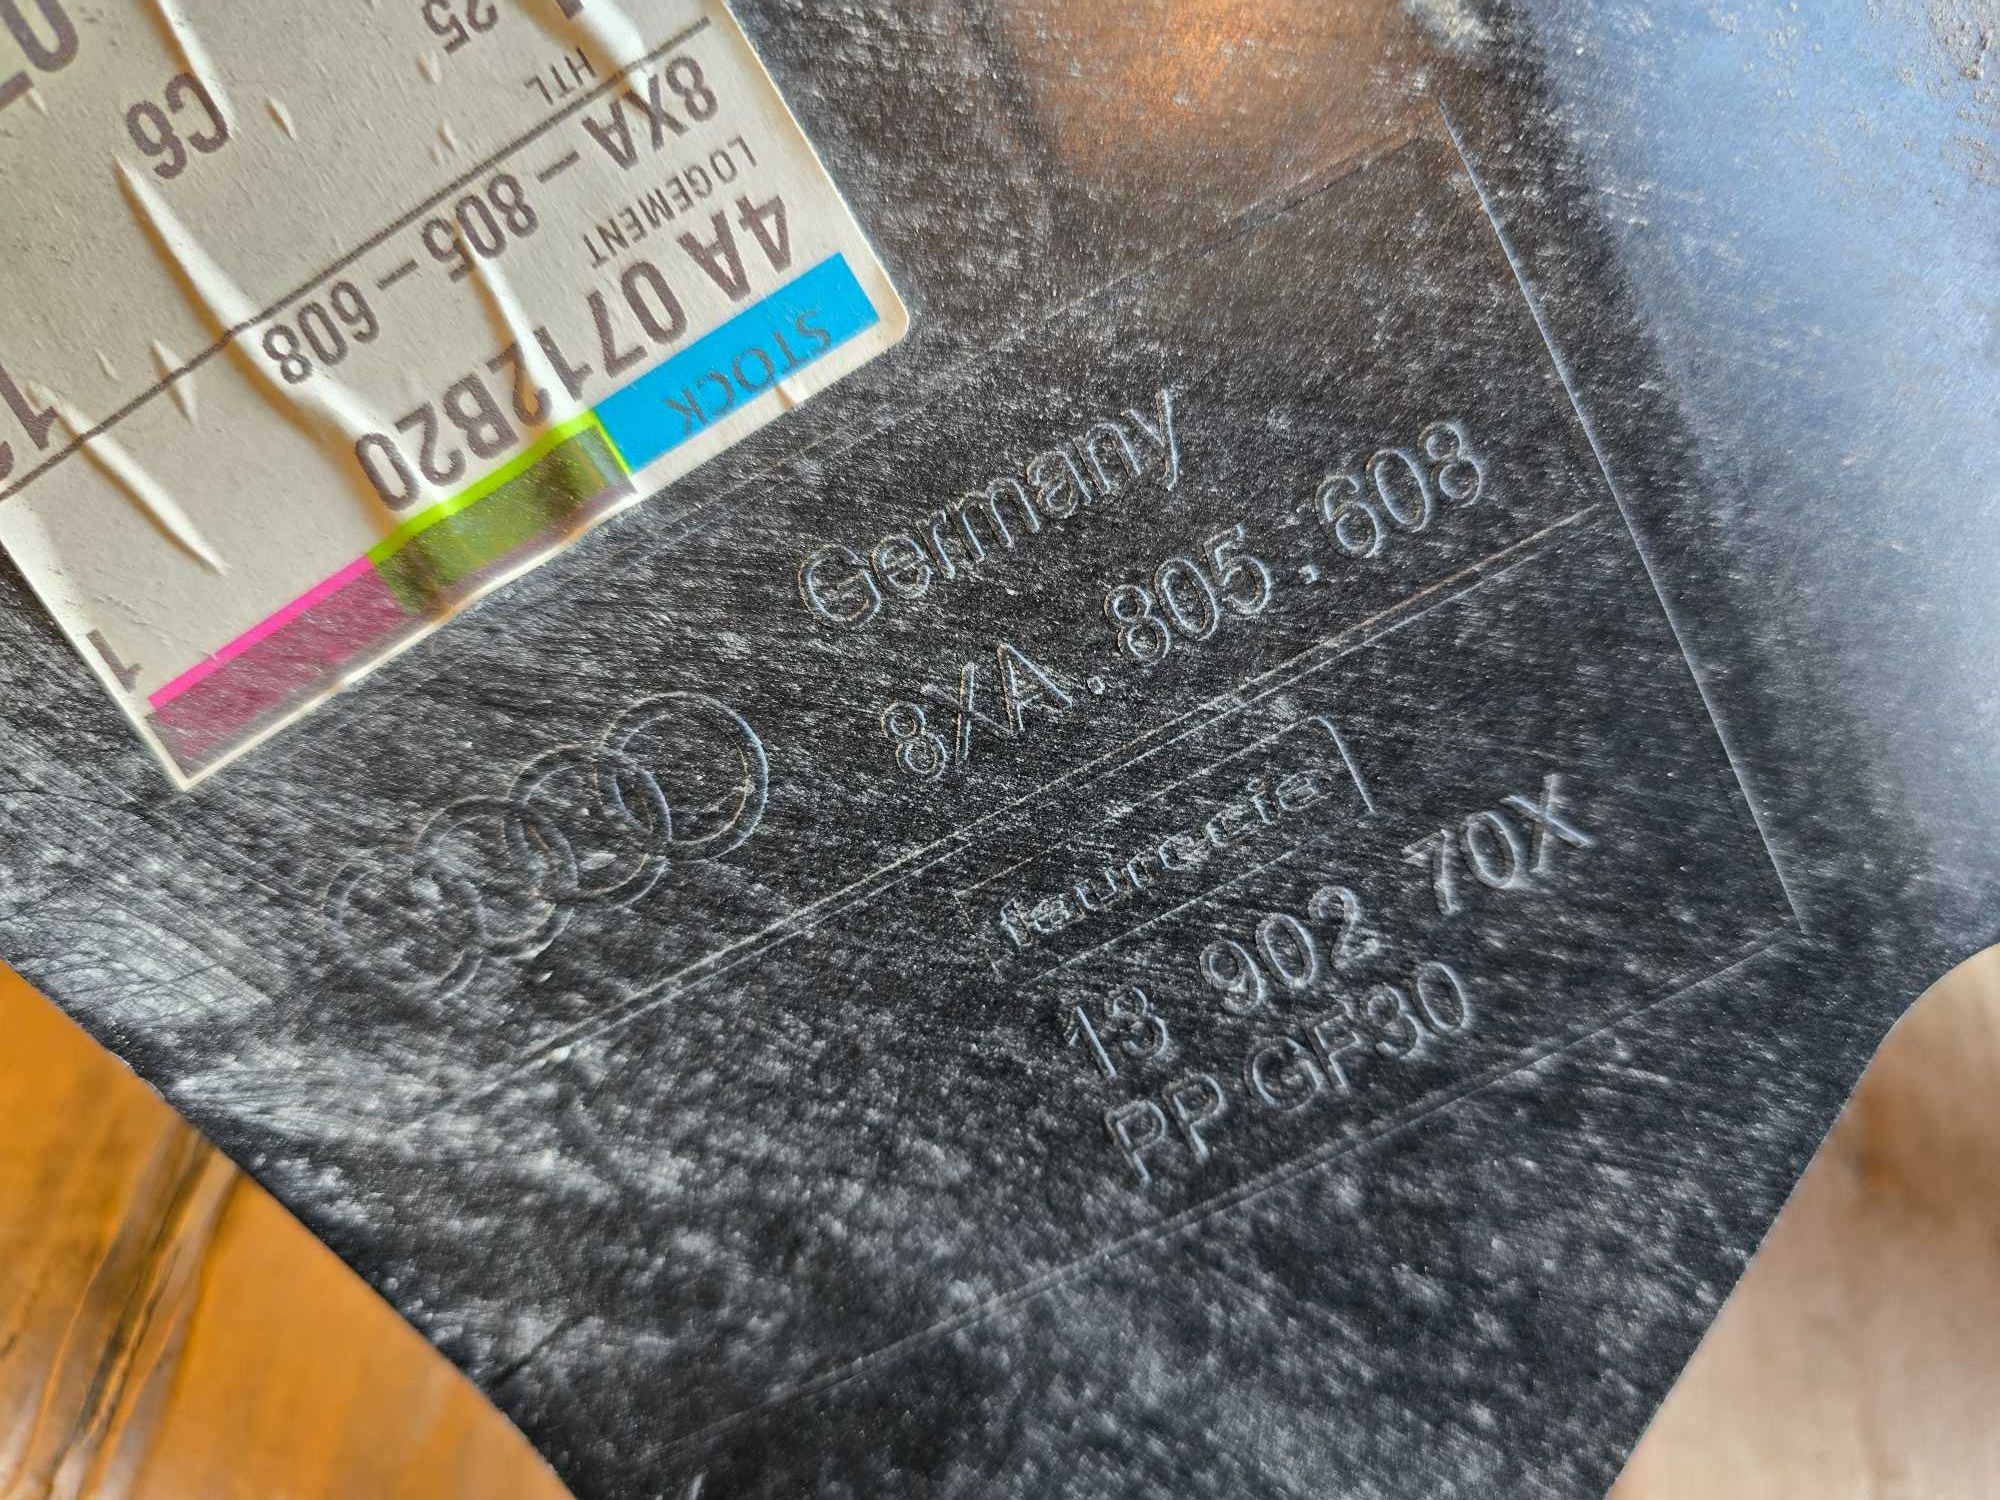 Germany
8XA.805.608
faurecia
13 902 70X
PP GF30
STOCK
4A 0712B20
LOGEMENT
8XA-805-608
HTL
25
C6
1